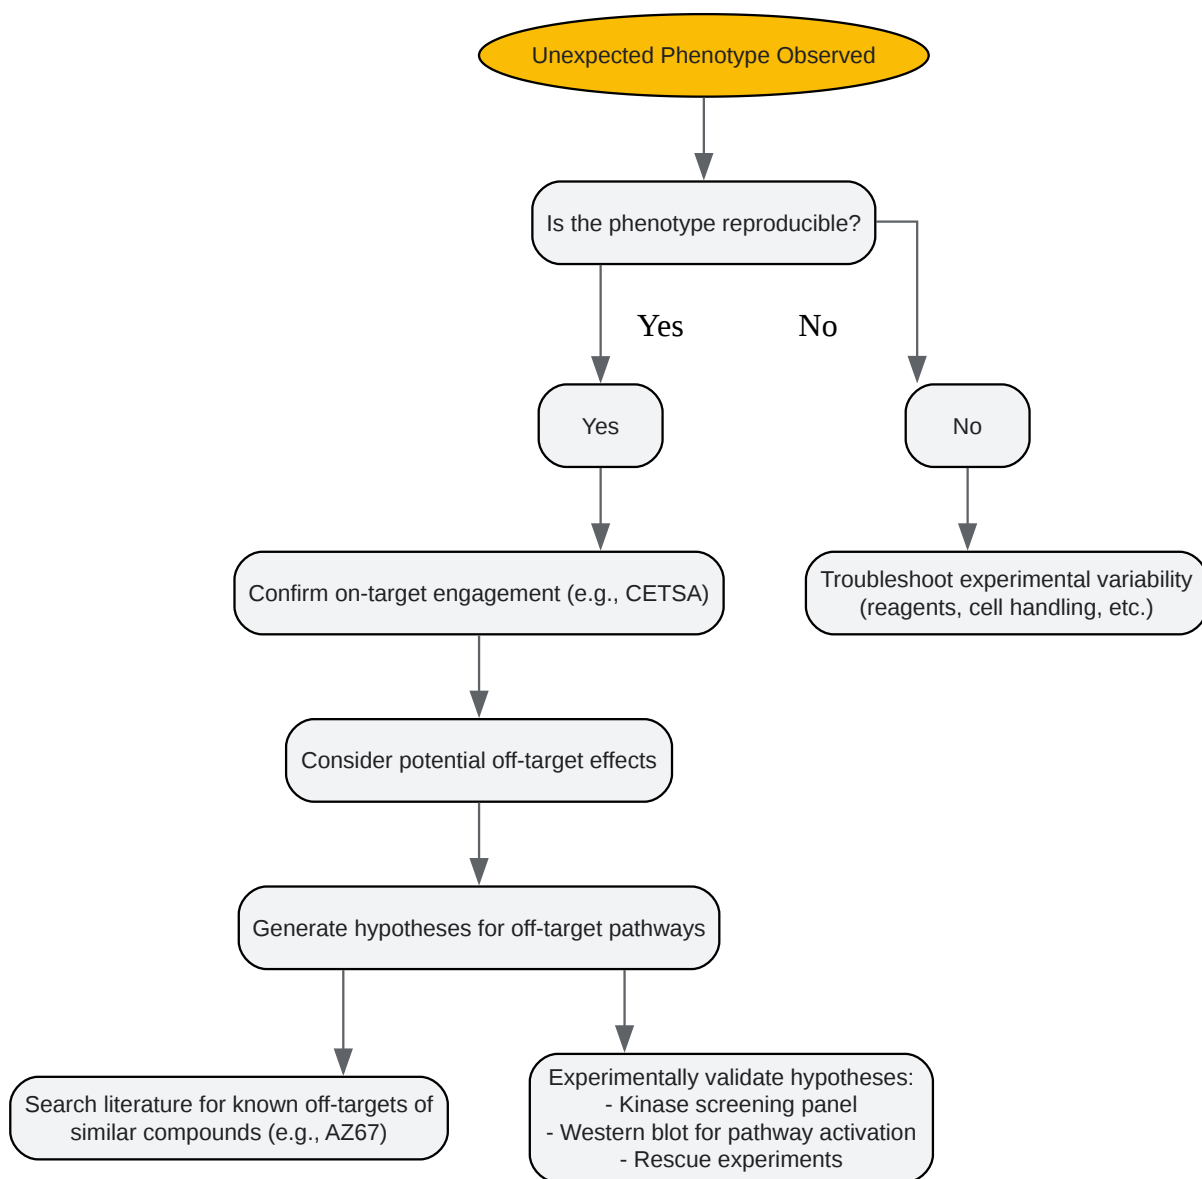 Unexpected Phenotype Observed
Is the phenotype reproducible?
Yes
No
Yes
No
Confirm on-target engagement (e.g., CETSA)
Troubleshoot experimental variability
(reagents, cell handling, etc.)
Consider potential off-target effects
Generate hypotheses for off-target pathways
Search literature for known off-targets of
similar compounds (e.g., AZ67)
Experimentally validate hypotheses:
- Kinase screening panel
- Western blot for pathway activation
- Rescue experiments